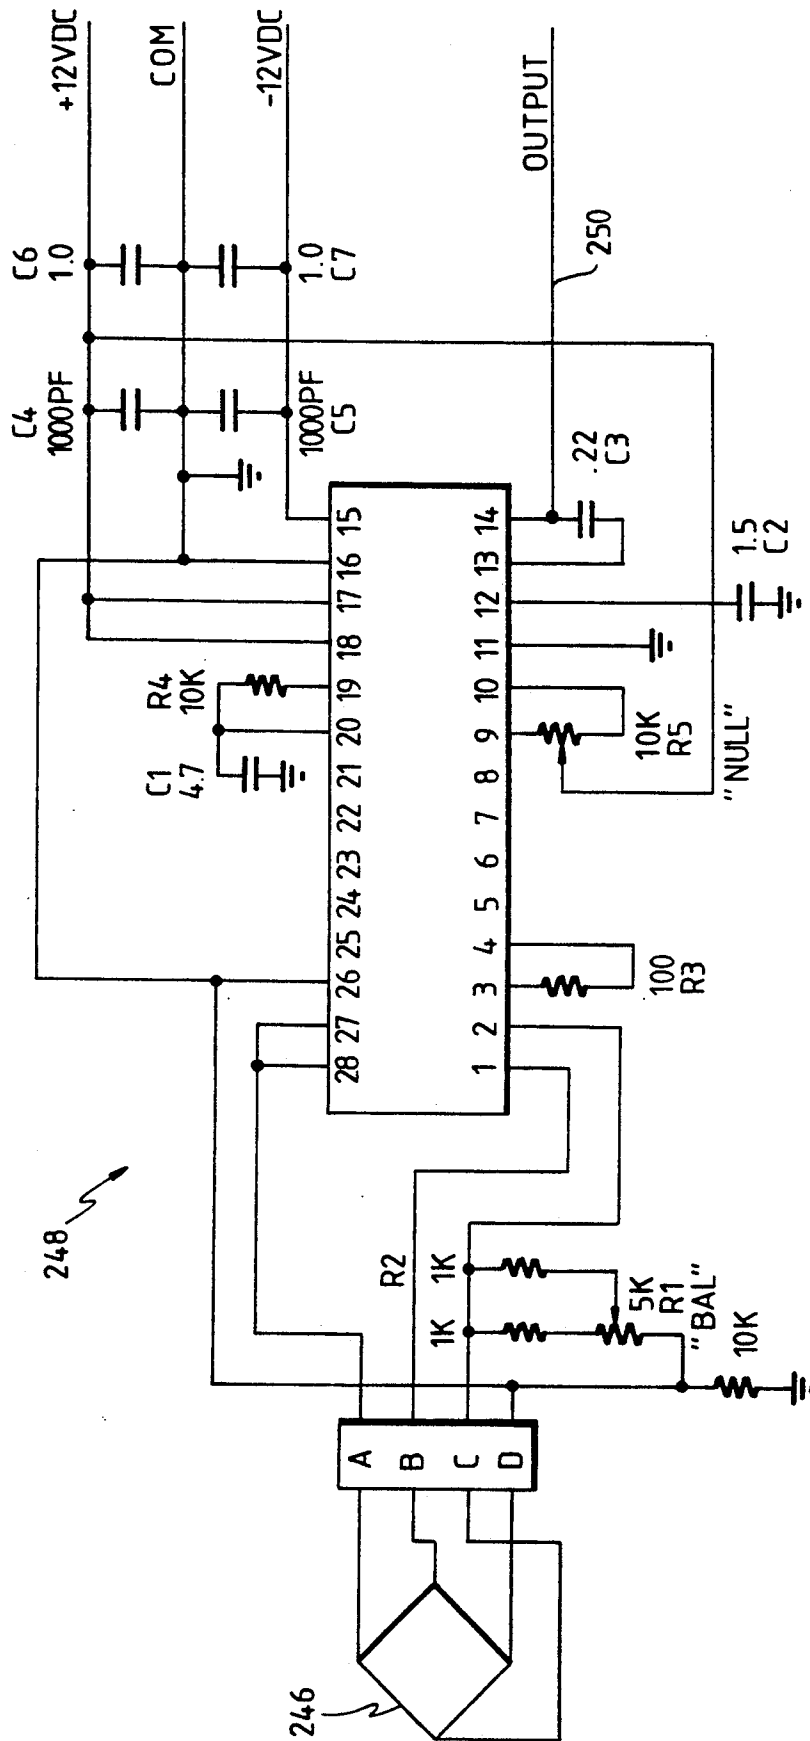 +12VDC
COM
-12VDC
OUTPUT
C6
1.0
1.0
C7
250
C4
1000PF
1000PF
C5
.22
C3
1.5
C2
15
16
17
18
19
20
21
22
23
24
25
26
27
28
14
13
12
11
10
9
8
7
6
5
4
3
2
1
R4
10K
C1
4.7
10K
R5
"NULL"
100
R3
248
R2
1K
1K
5K
R1
"BAL"
10K
A
B
C
D
246